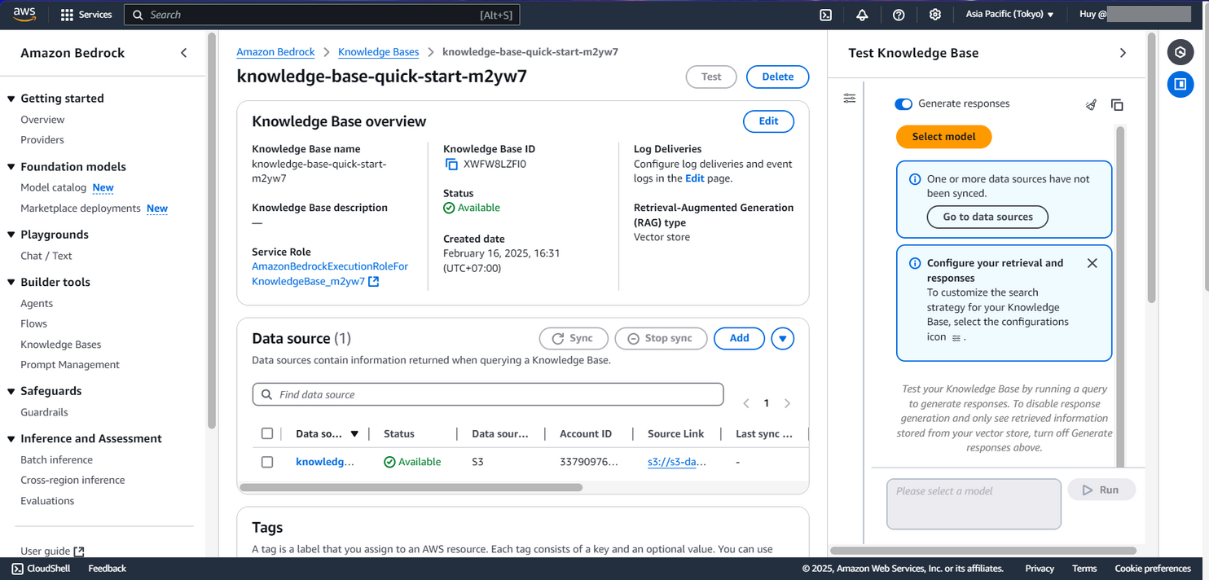 aws
Services
Search
[Alt+S]
Asia Pacific (Tokyo)
Huy @
Amazon Bedrock
Getting started
Overview
Providers
Foundation models
Model catalog New
Marketplace deployments New
Playgrounds
Chat / Text
Builder tools
Agents
Flows
Knowledge Bases
Prompt Management
Safeguards
Guardrails
Inference and Assessment
Batch inference
Cross-region inference
Evaluations
User guide
Amazon Bedrock
Knowledge Bases
knowledge-base-quick-start-m2yw7
knowledge-base-quick-start-m2yw7
Test
Delete
Knowledge Base overview
Edit
Knowledge Base name
knowledge-base-quick-start-
m2yw7
Knowledge Base description
—
Service Role
AmazonBedrockExecutionRoleFor
KnowledgeBase_m2yw7
Knowledge Base ID
XWFW8LZFI0
Status
Available
Created date
February 16, 2025, 16:31
(UTC+07:00)
Log Deliveries
Configure log deliveries and event
logs in the Edit page.
Retrieval-Augmented Generation
(RAG) type
Vector store
Data source (1)
Sync
Stop sync
Add
Data sources contain information returned when querying a Knowledge Base.
Find data source
1
Data so...
Status
Data sour...
Account ID
Source Link
Last sync ...
knowledg...
Available
S3
33790976...
s3://s3-da...
-
Tags
A tag is a label that you assign to an AWS resource. Each tag consists of a key and an optional value. You can use
Test Knowledge Base
Generate responses
Select model
One or more data sources have not
been synced.
Go to data sources
Configure your retrieval and
responses
To customize the search
strategy for your Knowledge
Base, select the configurations
icon .
Test your Knowledge Base by running a query
to generate responses. To disable response
generation and only see retrieved information
stored from your vector store, turn off Generate
responses above.
Please select a model
Run
CloudShell
Feedback
© 2025, Amazon Web Services, Inc. or its affiliates.
Privacy
Terms
Cookie preferences